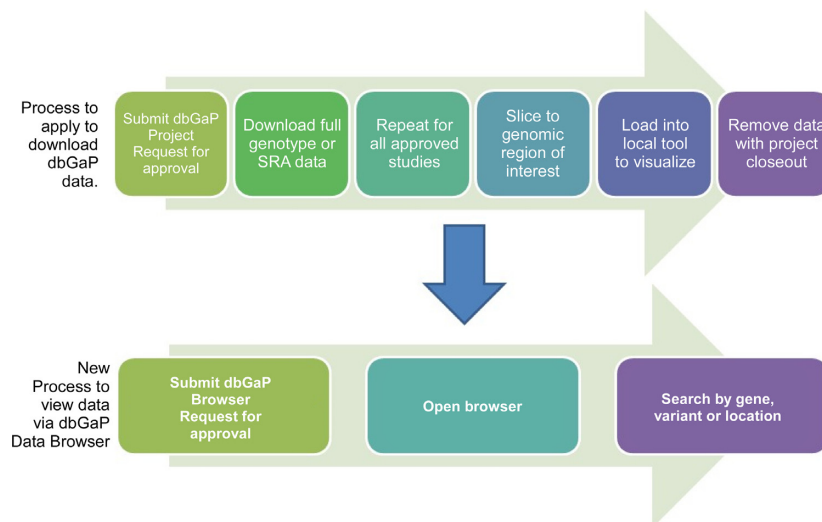 Process to
apply to
download
dbGaP
data.
Submit dbGaP
Project
Request for
approval
Download full
genotype or
SRA data
Repeat for
all approved
studies
Slice to
genomic
region of
interest
Load into
local tool
to visualize
Remove data
with project
closeout
New
Process to
view data
via dbGaP
Data Browser
Submit dbGaP
Browser
Request for
approval
Open browser
Search by gene,
variant or location